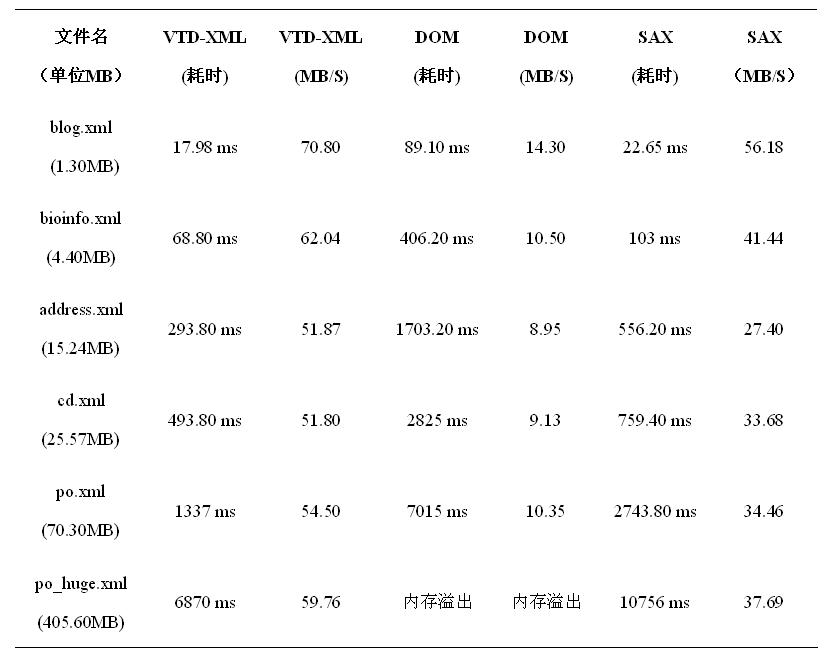 文件名 VTD-XML VTD-XML DOM DOM SAX SAX
（单位MB） (耗时) (MB/S) (耗时) (MB/S) (耗时) （MB/S）
blog.xml
(1.30MB) 17.98 ms 70.80 89.10 ms 14.30 22.65 ms 56.18
bioinfo.xml
(4.40MB) 68.80 ms 62.04 406.20 ms 10.50 103 ms 41.44
address.xml
(15.24MB) 293.80 ms 51.87 1703.20 ms 8.95 556.20 ms 27.40
cd.xml
(25.57MB) 493.80 ms 51.80 2825 ms 9.13 759.40 ms 33.68
po.xml
(70.30MB) 1337 ms 54.50 7015 ms 10.35 2743.80 ms 34.46
po_huge.xml
(405.60MB) 6870 ms 59.76 内存溢出 内存溢出 10756 ms 37.69